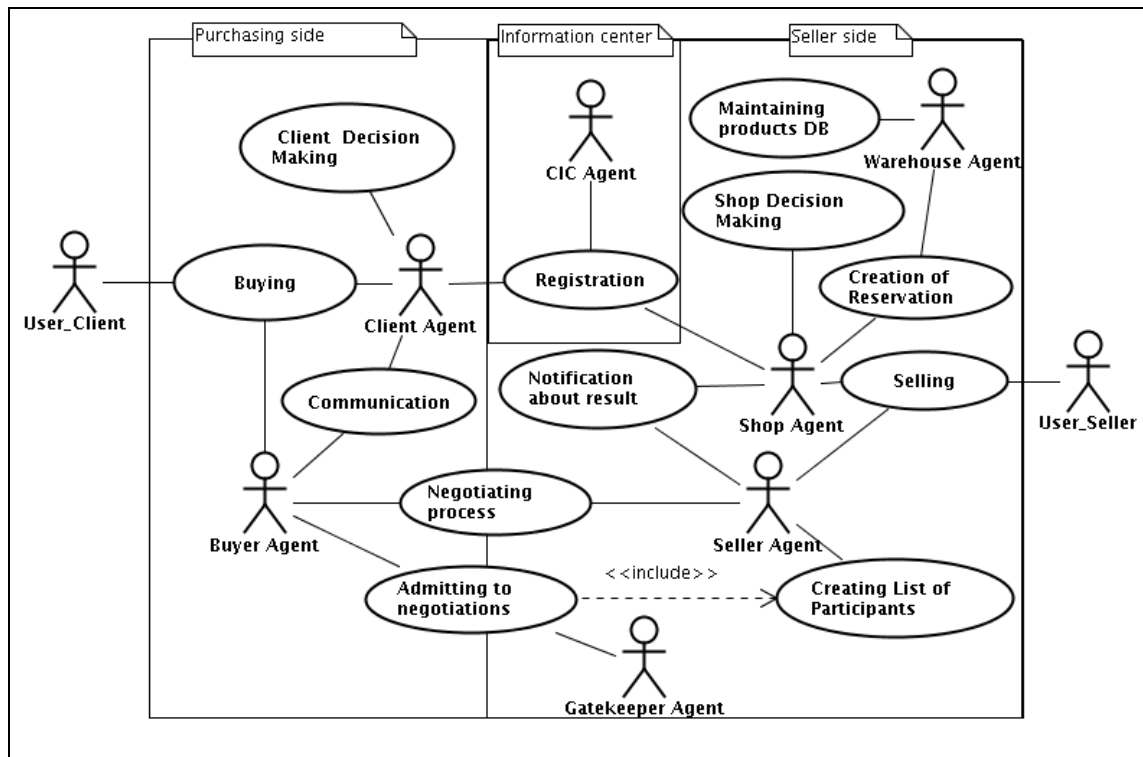 Purchasing side
Information center
Seller side
Client Decision
Making
CIC Agent
Maintaining
products DB
Warehouse Agent
Shop Decision
Making
User_Client
Buying
Client Agent
Registration
Creation of
Reservation
Communication
Notification
about result
Shop Agent
Selling
User_Seller
Buyer Agent
Negotiating
process
Seller Agent
Admitting to
negotiations
<<include>>
Creating List of
Participants
Gatekeeper Agent